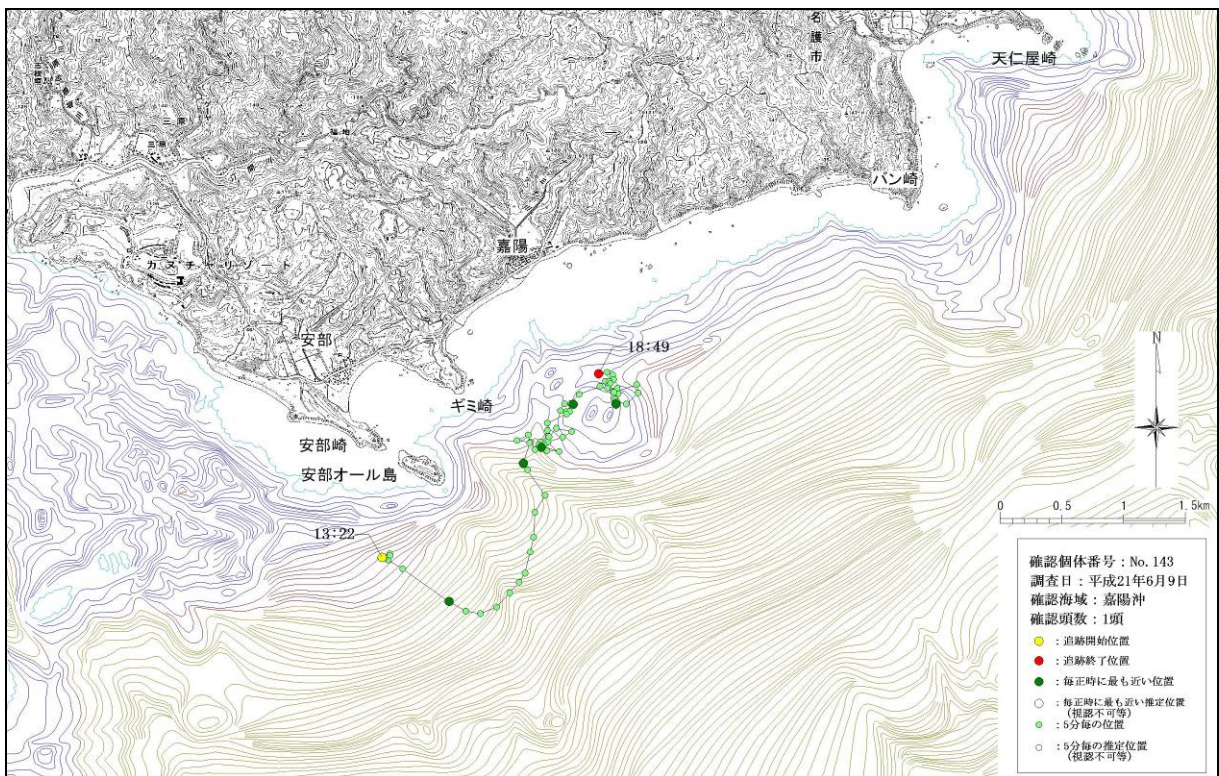 名護市
天仁屋崎
バン崎
嘉陽
カヌチャリゾート
三原
安部
ギミ崎
安部崎
安部オール島
18:49
13:22
N
0 0.5 1 1.5km
確認個体番号：No. 143
調査日：平成21年6月9日
確認海域：嘉陽沖
確認頭数：1頭
：追跡開始位置
：追跡終了位置
：毎正時に最も近い位置
：毎正時に最も近い推定位置
(視認不可等)
：5分毎の位置
：5分毎の推定位置
(視認不可等)